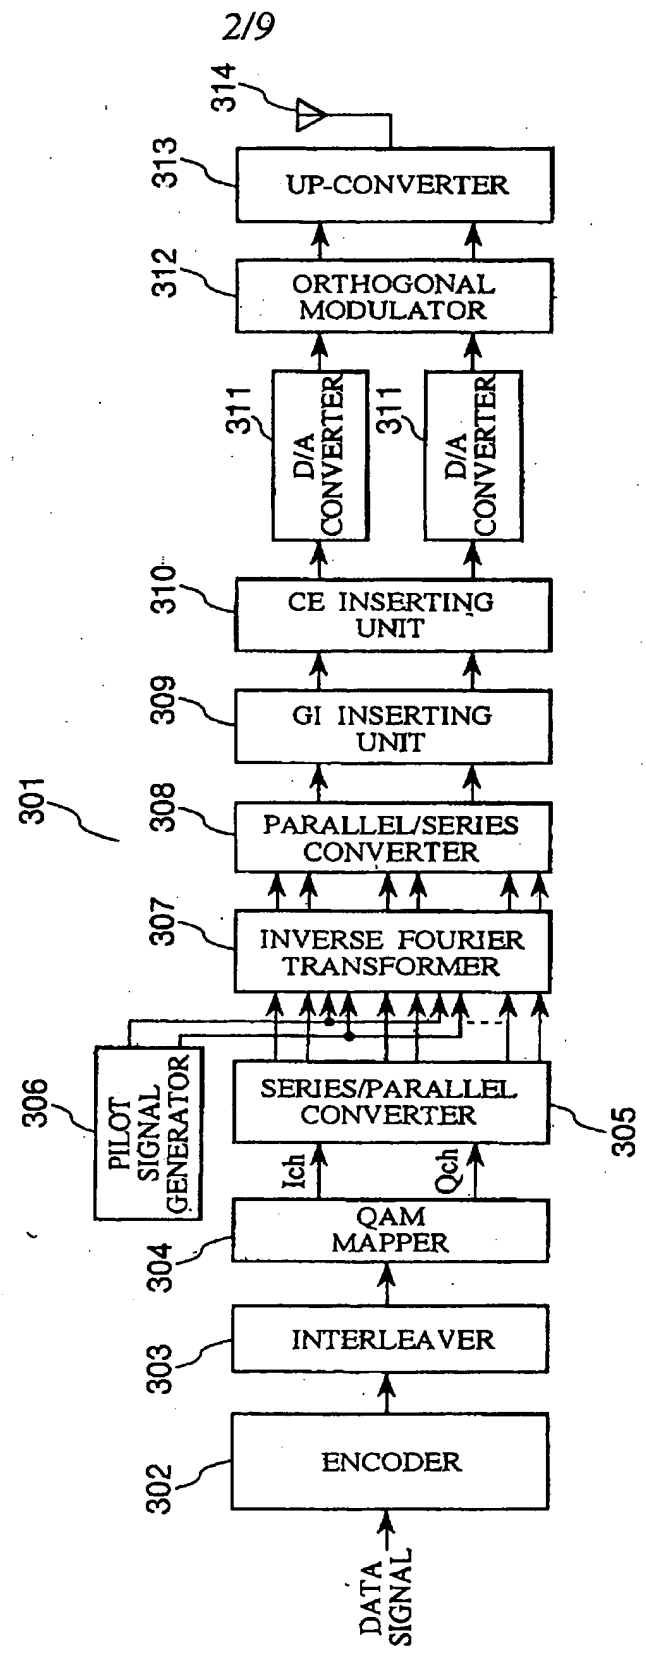 2/9
314
313
UP-CONVERTER
312
ORTHOGONAL
MODULATOR
311
D/A
CONVERTER
311
D/A
CONVERTER
310
CE INSERTING
UNIT
309
GI INSERTING
UNIT
301
308
PARALLEL/SERIES
CONVERTER
307
INVERSE FOURIER
TRANSFORMER
306
PILOT
SIGNAL
GENERATOR
SERIES/PARALLEL
CONVERTER
305
Ich
Qch
304
QAM
MAPPER
303
INTERLEAVER
302
ENCODER
DATA
SIGNAL